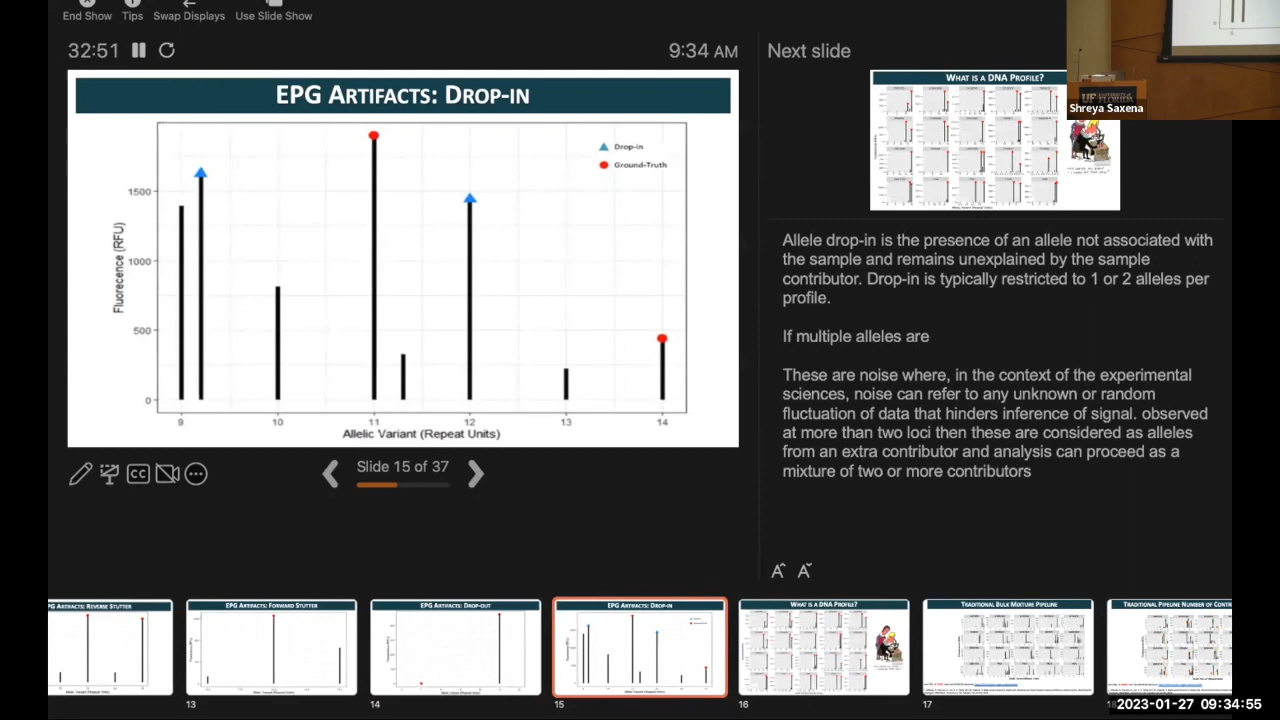 End Show Tips Swap Displays Use Slide Show
32:51
9:34 AM
Next slide
EPG ARTIFACTS: DROP-IN
Drop-in
Ground-Truth
1500
1000
500
0
Fluorecence (RFU)
9 10 11 12 13 14
Allelic Variant (Repeat Units)
WHAT IS A DNA PROFILE?
UF FLORIDA
Shreya Saxena
Allele drop-in is the presence of an allele not associated with
the sample and remains unexplained by the sample
contributor. Drop-in is typically restricted to 1 or 2 alleles per
profile.
If multiple alleles are
These are noise where, in the context of the experimental
sciences, noise can refer to any unknown or random
fluctuation of data that hinders inference of signal. observed
at more than two loci then these are considered as alleles
from an extra contributor and analysis can proceed as a
mixture of two or more contributors
CC
Slide 15 of 37
A A
ARTIFACTS: REVERSE STUTTER
EPG ARTIFACTS: FORWARD STUTTER
EPG ARTIFACTS: DROP-OUT
EPG ARTIFACTS: DROP-IN
WHAT IS A DNA PROFILE?
TRADITIONAL BULK MIXTURE PIPELINE
TRADITIONAL PIPELINE NUMBER OF CONTR
13 14 15 16 17 18
2023-01-27 09:34:55